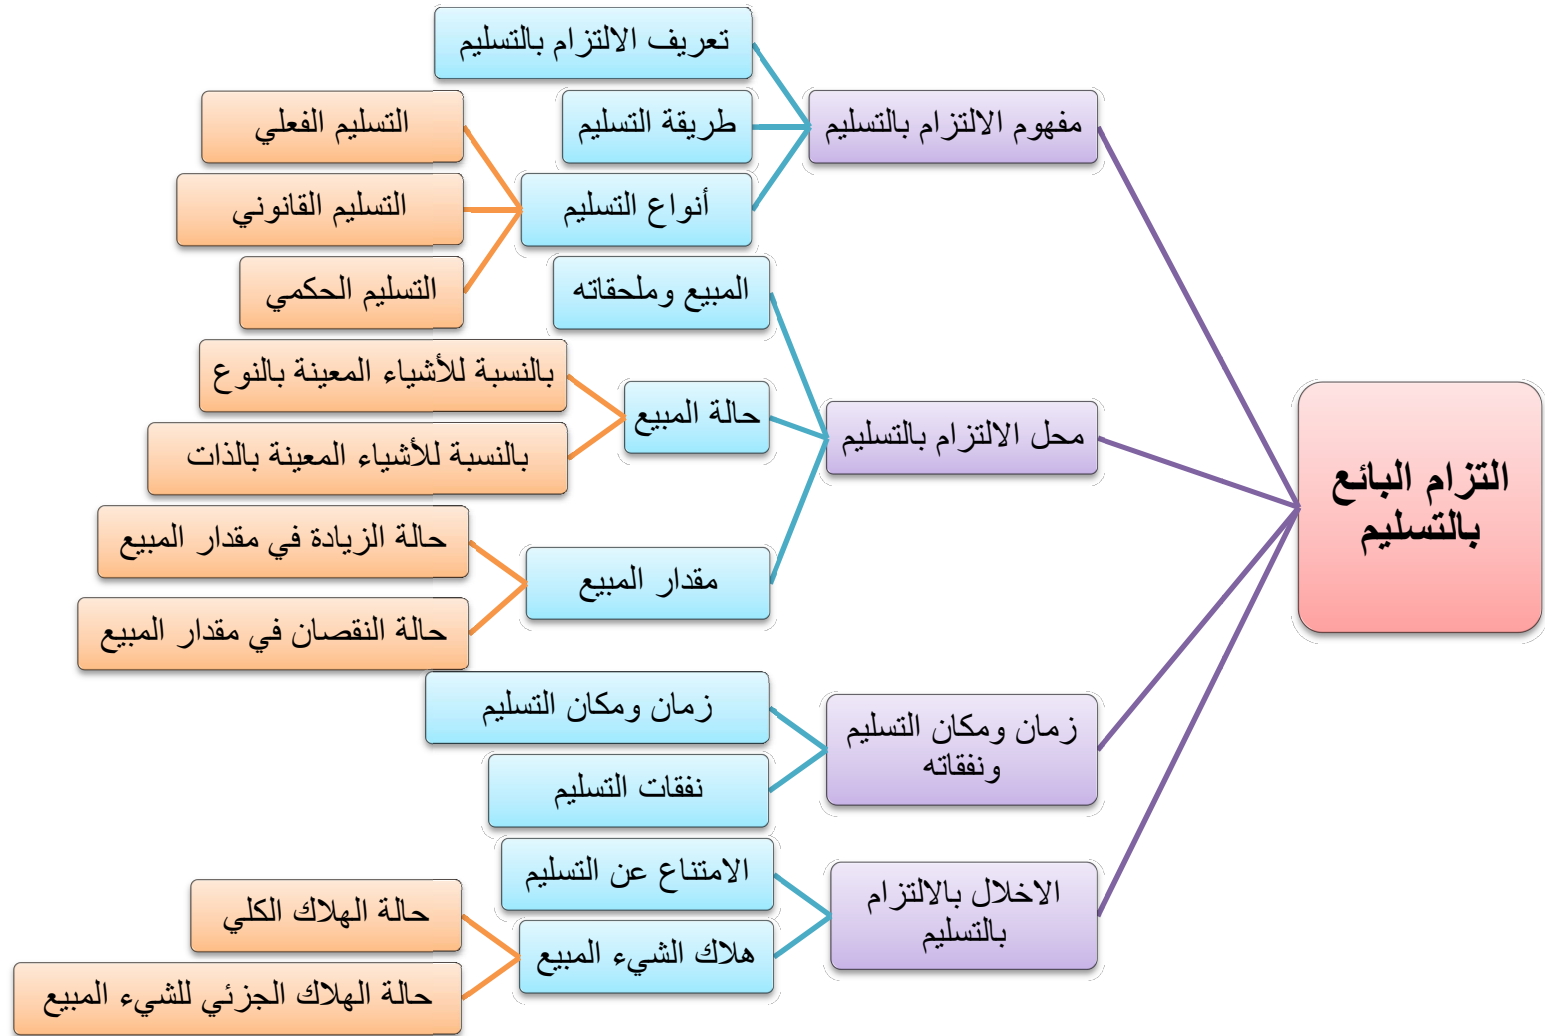 التزام البائع
بالتسليم
مفهوم الالتزام بالتسليم
تعريف الالتزام بالتسليم
طريقة التسليم
أنواع التسليم
التسليم الفعلي
التسليم القانوني
التسليم الحكمي
محل الالتزام بالتسليم
المبيع وملحقاته
حالة المبيع
بالنسبة للأشياء المعينة بالنوع
بالنسبة للأشياء المعينة بالذات
مقدار المبيع
حالة الزيادة في مقدار المبيع
حالة النقصان في مقدار المبيع
زمان ومكان التسليم
ونفقاته
زمان ومكان التسليم
نفقات التسليم
الاخلال بالالتزام
بالتسليم
الامتناع عن التسليم
هلاك الشيء المبيع
حالة الهلاك الكلي
حالة الهلاك الجزئي للشيء المبيع